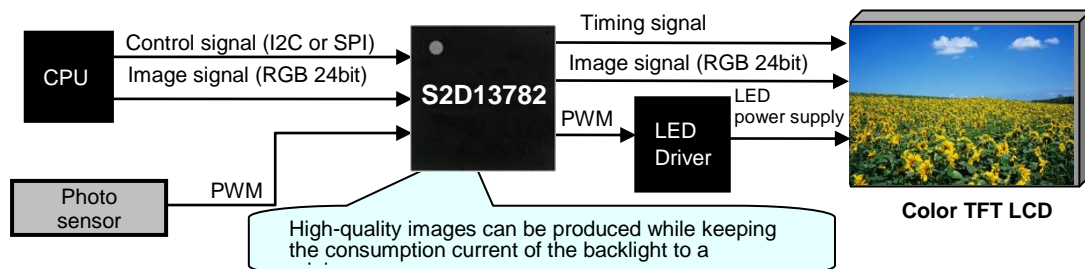 Control signal (I2C or SPI)
Image signal (RGB 24bit)
CPU
S2D13782
Timing signal
Image signal (RGB 24bit)
PWM
LED
Driver
LED
power supply
Photo
sensor
PWM
Color TFT LCD
High-quality images can be produced while keeping
the consumption current of the backlight to a